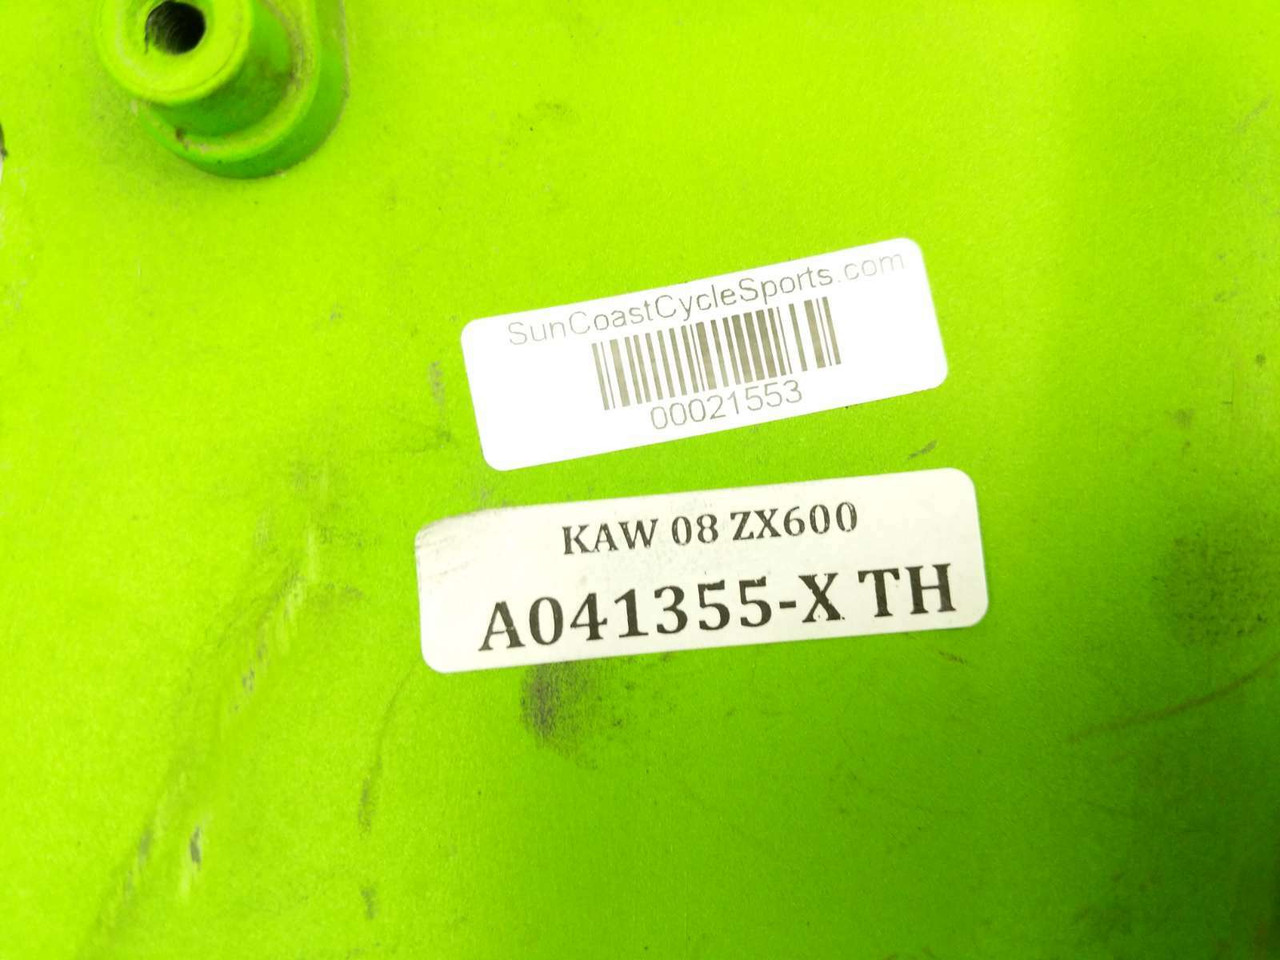 SunCoastCycleSports.com
00021553
KAW 08 ZX600
A041355-X TH